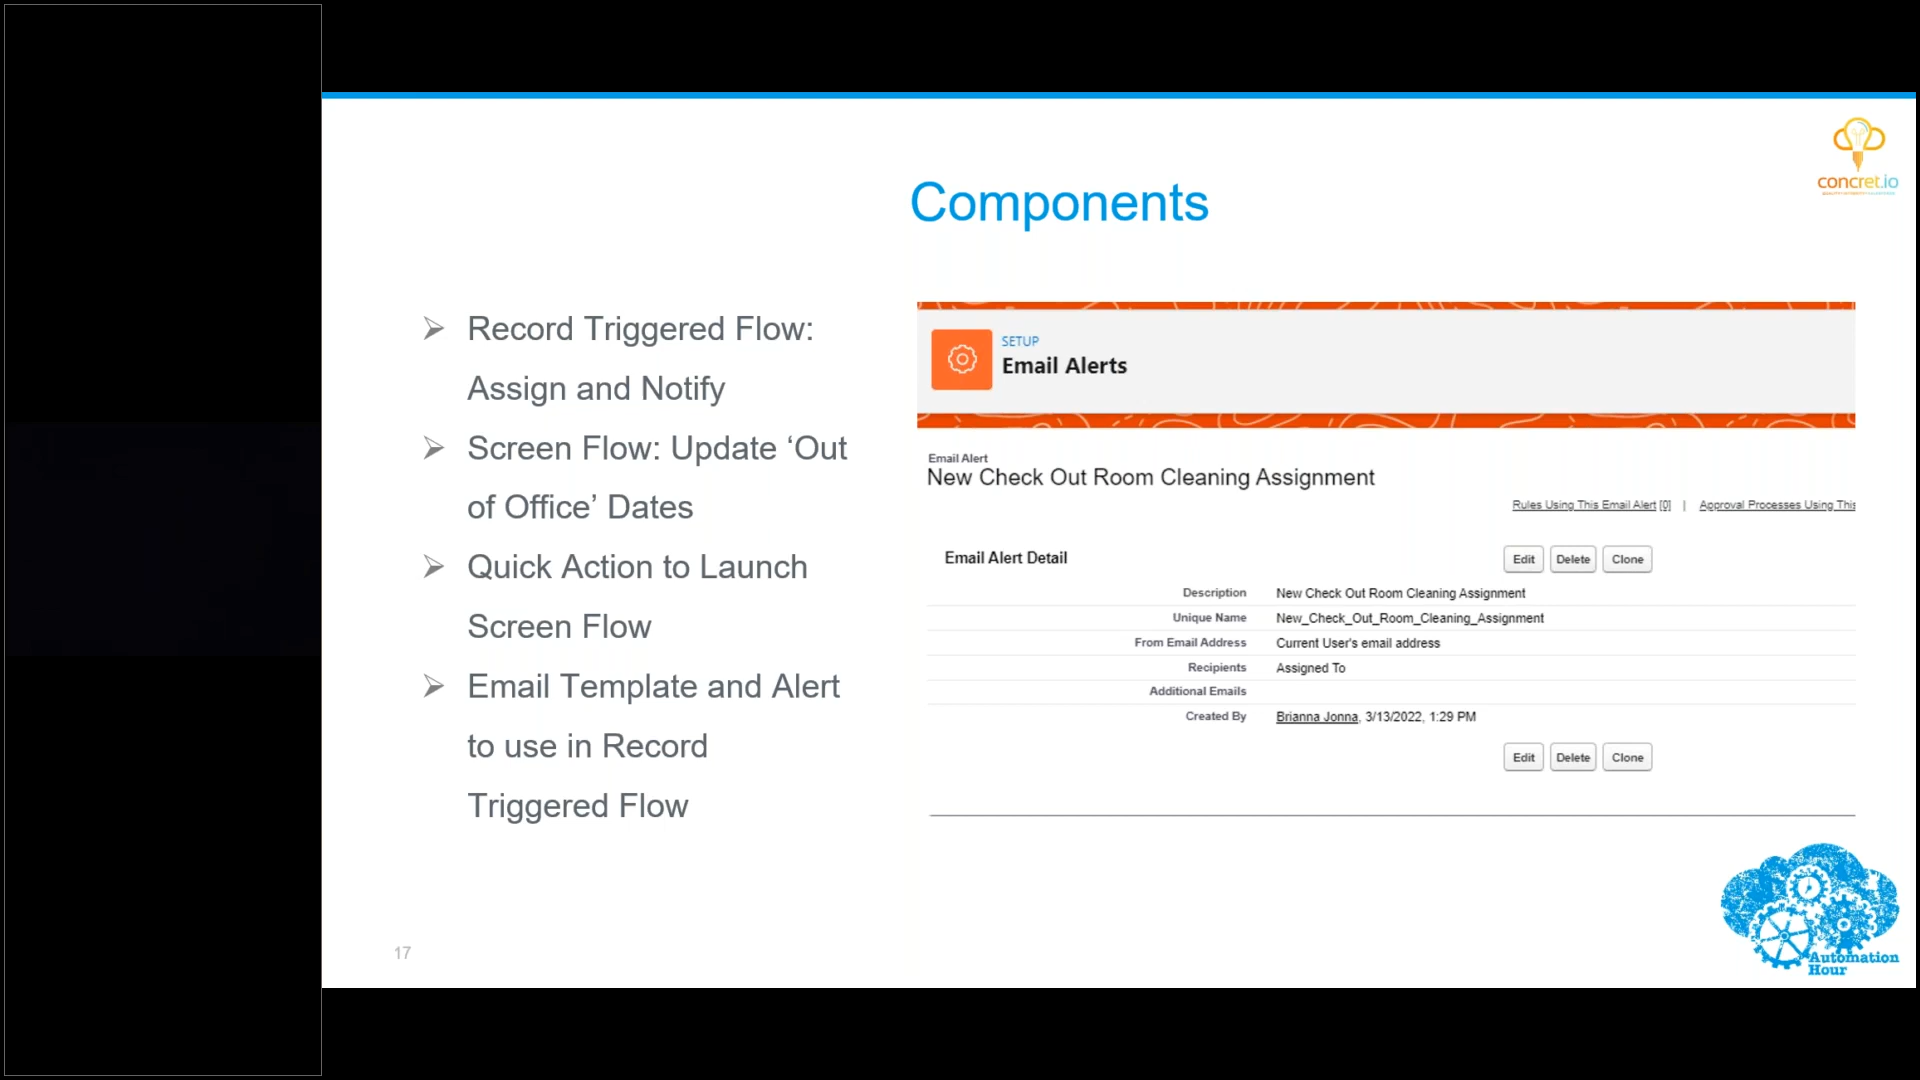 concret.io
Components
➢ Record Triggered Flow:
Assign and Notify
➢ Screen Flow: Update ‘Out
of Office’ Dates
➢ Quick Action to Launch
Screen Flow
➢ Email Template and Alert
to use in Record
Triggered Flow
SETUP
Email Alerts
Email Alert
New Check Out Room Cleaning Assignment
Rules Using This Email Alert [0] | Approval Processes Using This
Email Alert Detail Edit Delete Clone
Description New Check Out Room Cleaning Assignment
Unique Name New_Check_Out_Room_Cleaning_Assignment
From Email Address Current User's email address
Recipients Assigned To
Additional Emails
Created By Brianna Jonna, 3/13/2022, 1:29 PM
Edit Delete Clone
17
Automation
Hour